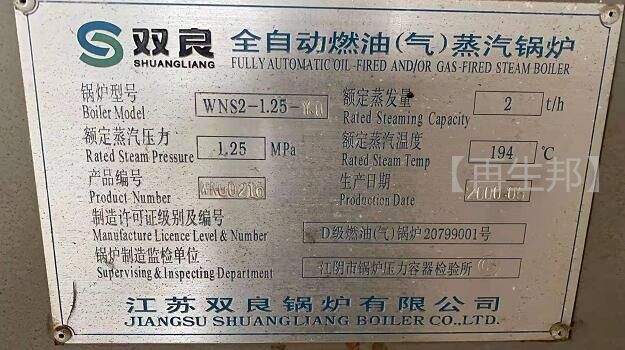 双良
SHUANGLIANG
全自动燃油(气)蒸汽锅炉
FULLY AUTOMATIC OIL-FIRED AND/OR GAS-FIRED STEAM BOILER
锅炉型号
Boiler Model
WNS2-1.25-
额定蒸发量
Rated Steaming Capacity
2 t/h
额定蒸汽压力
Rated Steam Pressure
1.25 MPa
额定蒸汽温度
Rated Steam Temp
194 ℃
产品编号
Product Number
生产日期
Production Date
制造许可证级别及编号
Manufacture Licence Level & Number
D级燃油(气)锅炉20799001号
锅炉制造监检单位
Supervising & Inspecting Department
江阴市锅炉压力容器检验所
江苏双良锅炉有限公司
JIANGSU SHUANGLIANG BOILER CO.,LTD.
【再生邦】